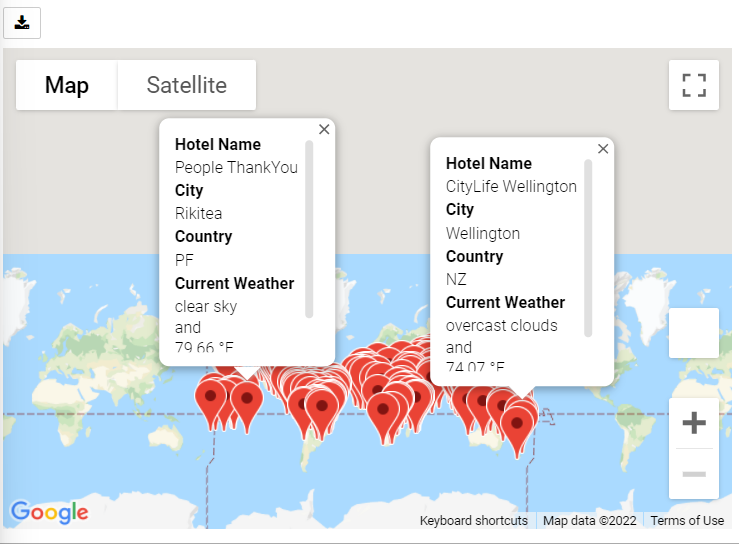 Map
Satellite
Hotel Name
People ThankYou
City
Rikitea
Country
PF
Current Weather
clear sky
and
79.66 °F
Hotel Name
CityLife Wellington
City
Wellington
Country
NZ
Current Weather
overcast clouds
and
74.07 °F
Google
Keyboard shortcuts
Map data ©2022
Terms of Use